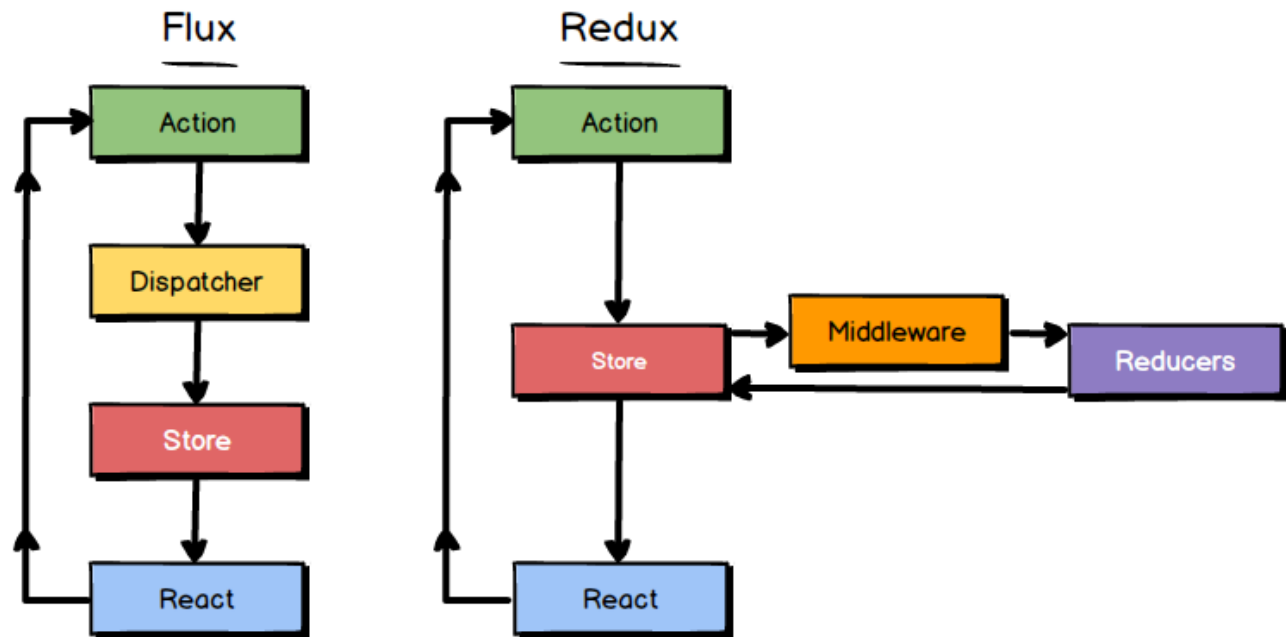 Flux
Action
Dispatcher
Store
React
Redux
Action
Store
Middleware
Reducers
React